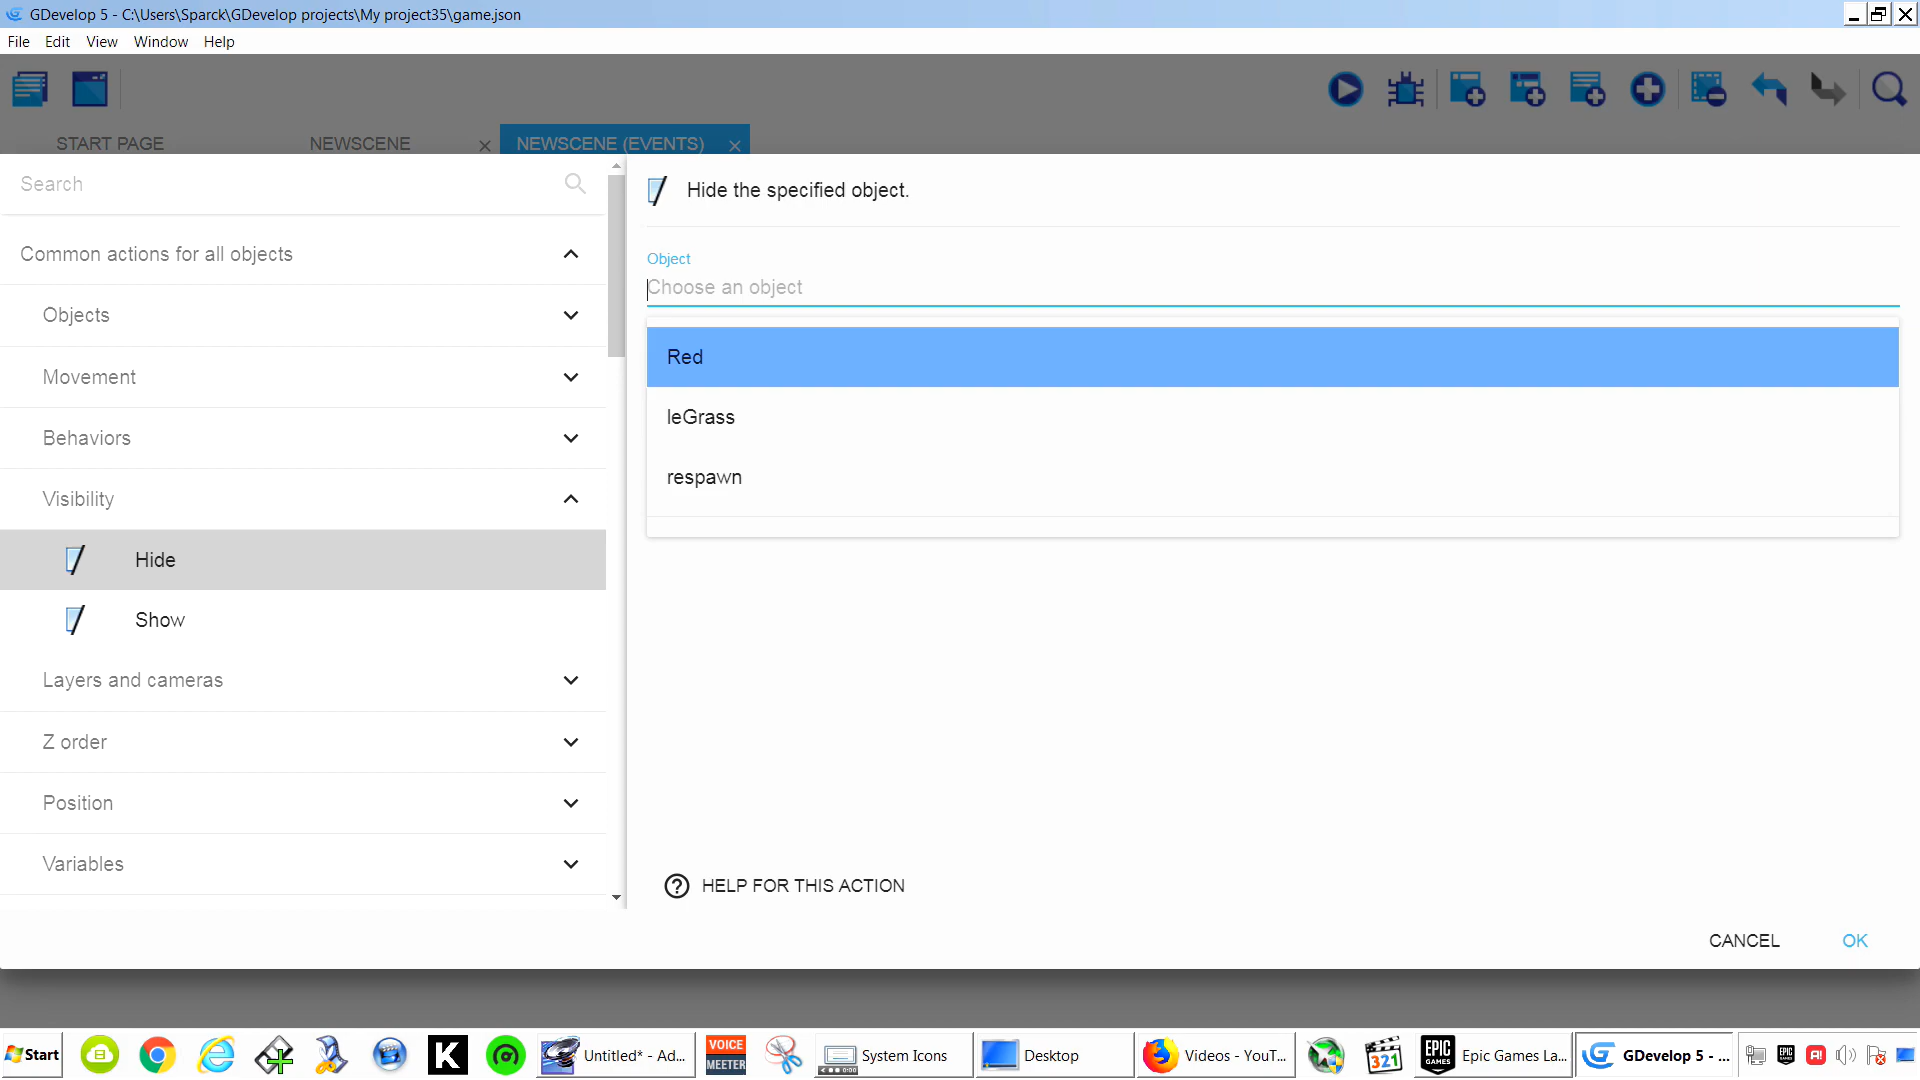 GDevelop 5 - C:\Users\Sparck\GDevelop projects\My project35\game.json
File Edit View Window Help
START PAGE NEWSCENE NEWSCENE (EVENTS)
Search
Common actions for all objects
Objects
Movement
Behaviors
Visibility
Hide
Show
Layers and cameras
Z order
Position
Variables
Hide the specified object.
Object
Choose an object
Red
leGrass
respawn
HELP FOR THIS ACTION
CANCEL OK
Start K Untitled* - Ad... VOICE MEETER System Icons Desktop Videos - YouT... 321 EPIC GAMES Epic Games La... GDevelop 5 - ...